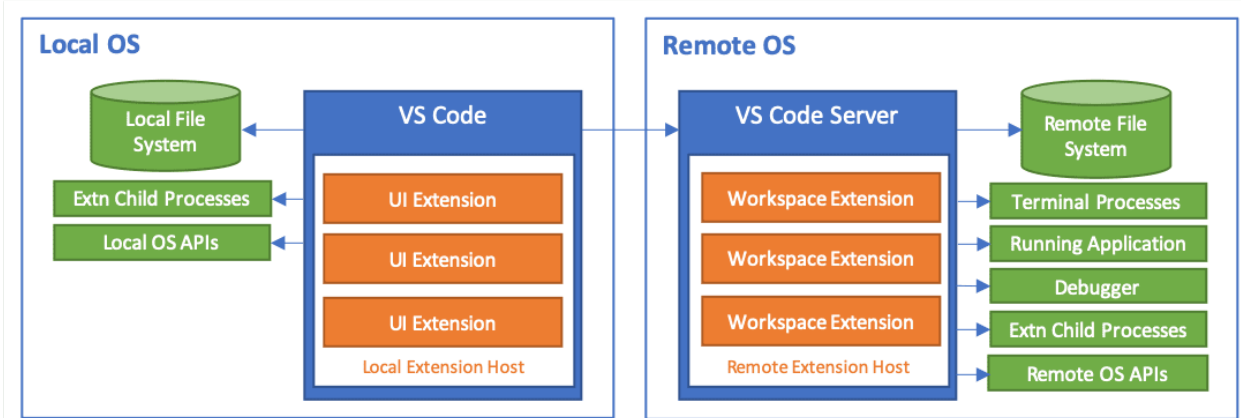 Local OS
Local File
System
Extn Child Processes
Local OS APIs
VS Code
UI Extension
UI Extension
UI Extension
Local Extension Host
Remote OS
VS Code Server
Workspace Extension
Workspace Extension
Workspace Extension
Remote Extension Host
Remote File
System
Terminal Processes
Running Application
Debugger
Extn Child Processes
Remote OS APIs